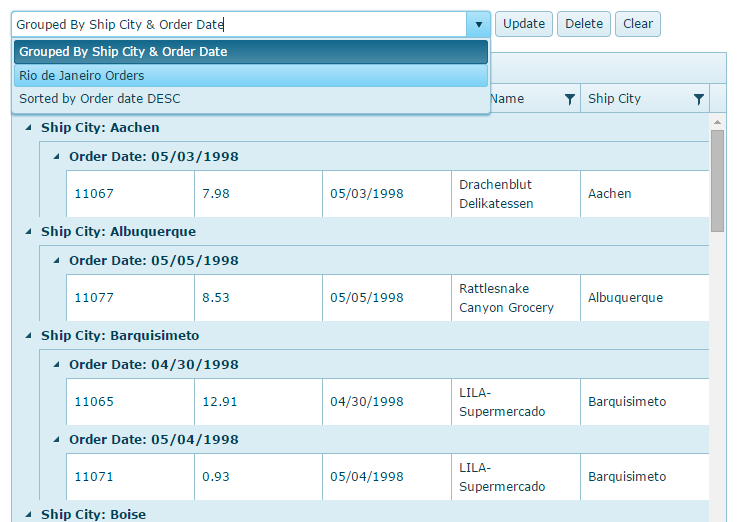 Grouped By Ship City & Order Date
Update
Delete
Clear
Grouped By Ship City & Order Date
Rio de Janeiro Orders
Sorted by Order date DESC
Name
Ship City
Ship City: Aachen
Order Date: 05/03/1998
11067 7.98 05/03/1998 Drachenblut Aachen
Delikatessen
Ship City: Albuquerque
Order Date: 05/05/1998
11077 8.53 05/05/1998 Rattlesnake Albuquerque
Canyon Grocery
Ship City: Barquisimeto
Order Date: 04/30/1998
11065 12.91 04/30/1998 LILA- Barquisimeto
Supermercado
Order Date: 05/04/1998
11071 0.93 05/04/1998 LILA- Barquisimeto
Supermercado
Ship City: Boise